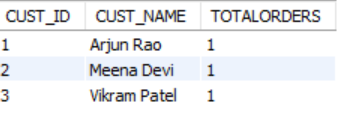 CUST_ID CUST_NAME TOTALORDERS
1 Arjun Rao 1
2 Meena Devi 1
3 Vikram Patel 1